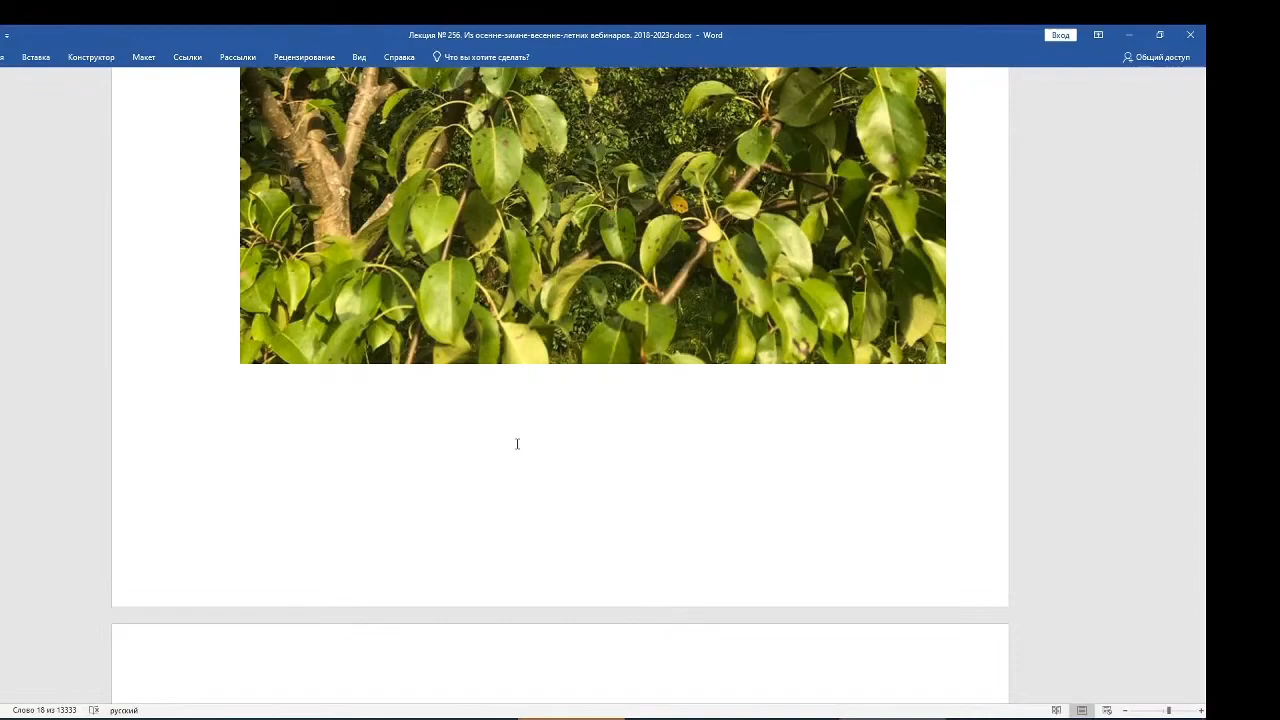 Лекция № 256. Из осенне-зимне-весенне-летних вебинаров. 2018-2023г.docx - Word
Вход
Вставка
Конструктор
Макет
Ссылки
Рассылки
Рецензирование
Вид
Справка
Что вы хотите сделать?
Общий доступ
Слово 18 из 13333
русский